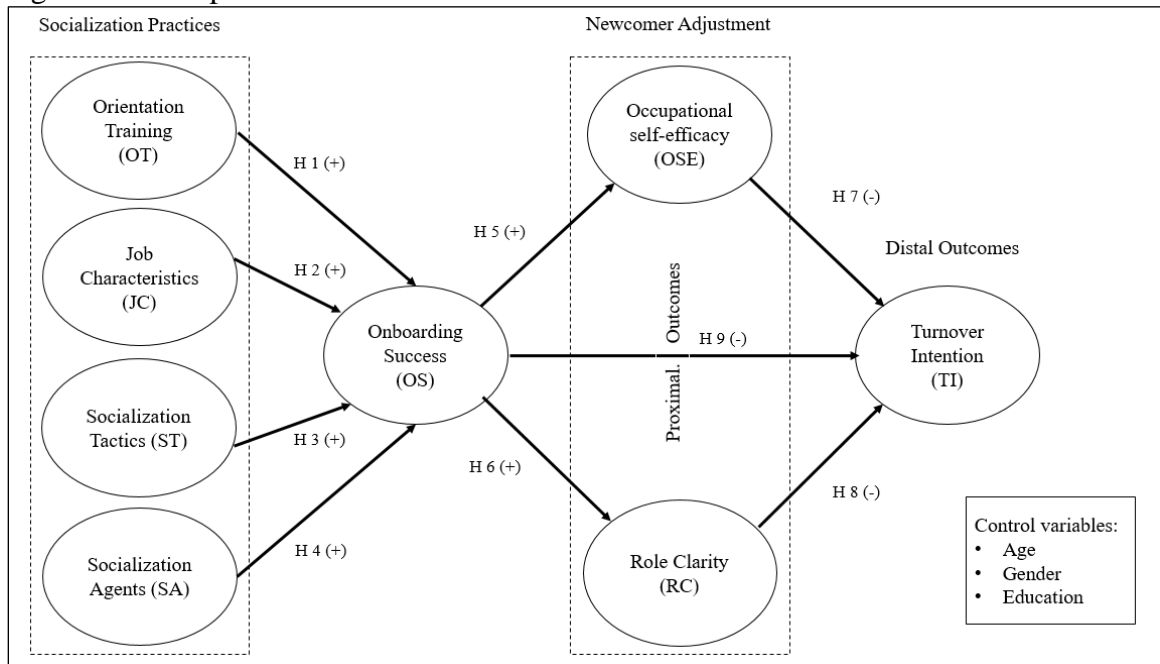 Socialization Practices
Newcomer Adjustment
Orientation
Training
(OT)
H 1 (+)
Job
Characteristics
(JC)
H 2 (+)
Socialization
Tactics (ST)
H 3 (+)
Socialization
Agents (SA)
H 4 (+)
Onboarding
Success
(OS)
H 5 (+)
H 6 (+)
Occupational
self-efficacy
(OSE)
Proximal. Outcomes
H 9 (-)
Role Clarity
(RC)
H 7 (-)
H 8 (-)
Distal Outcomes
Turnover
Intention
(TI)
Control variables:
• Age
• Gender
• Education